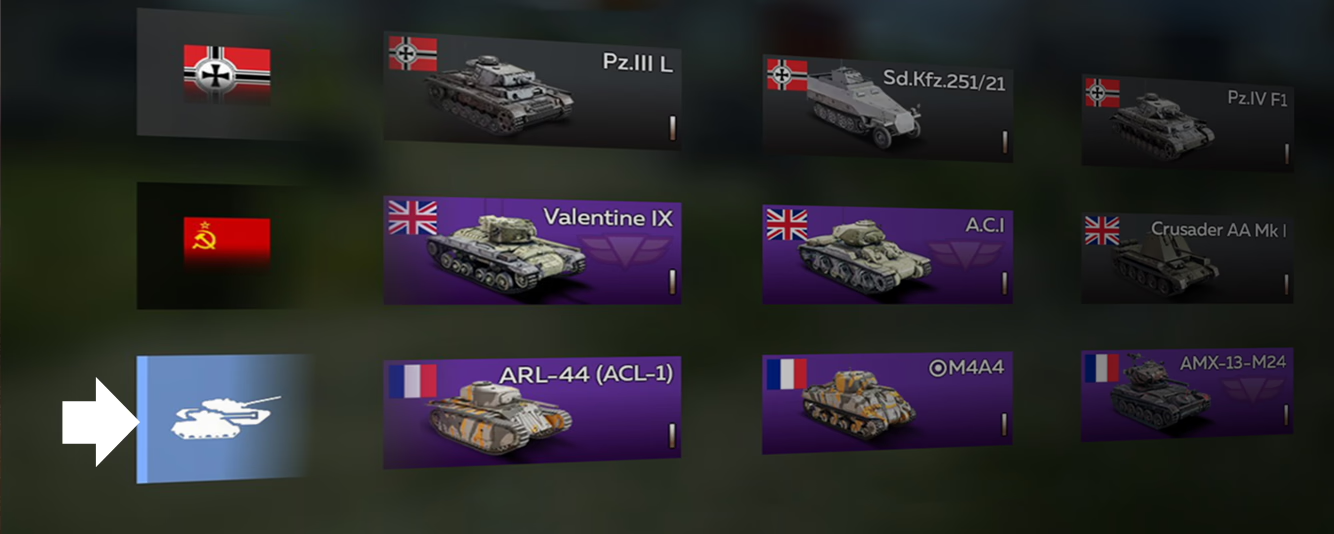 Pz.III L
Sd.Kfz.251/21
Pz.IV F1
Valentine IX
A.C.I
Crusader AA Mk I
ARL-44 (ACL-1)
M4A4
AMX-13-M24